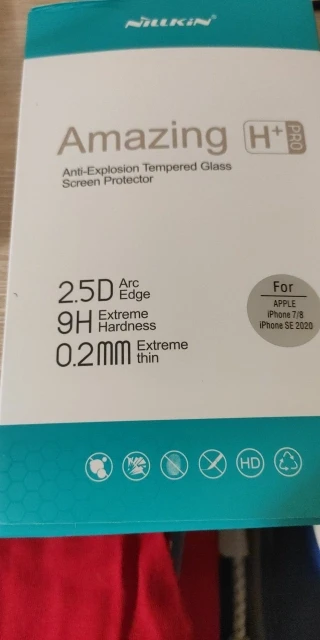 NILLKIN
Amazing H+ PRO
Anti-Explosion Tempered Glass
Screen Protector
2.5D Arc Edge
9H Extreme Hardness
0.2mm Extreme thin
For
APPLE
iPhone 7/8
iPhone SE 2020
HD